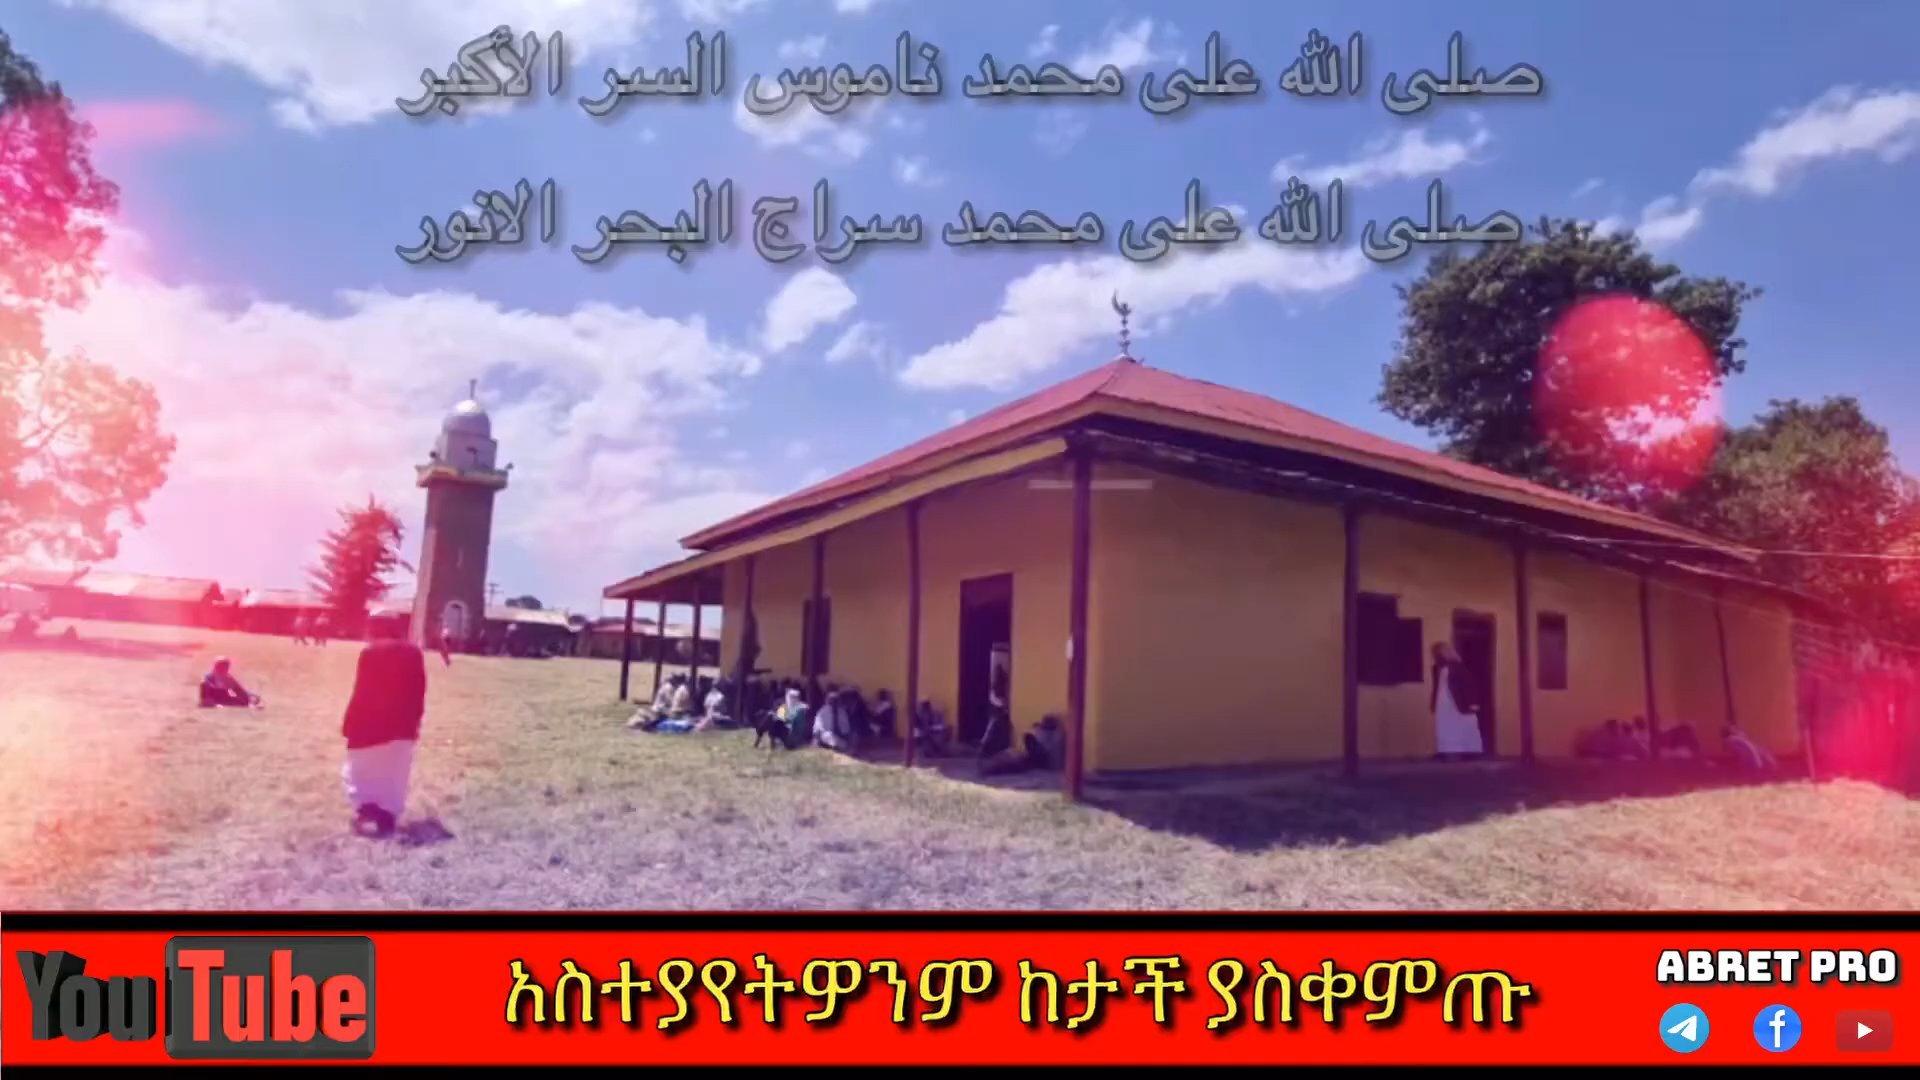 صلى الله على محمد ناموس السر الأكبر
صلى الله على محمد سراج البحر الانور
YouTube
አስተያየትዎንም ከታች ያስቀምጡ
ABRET PRO